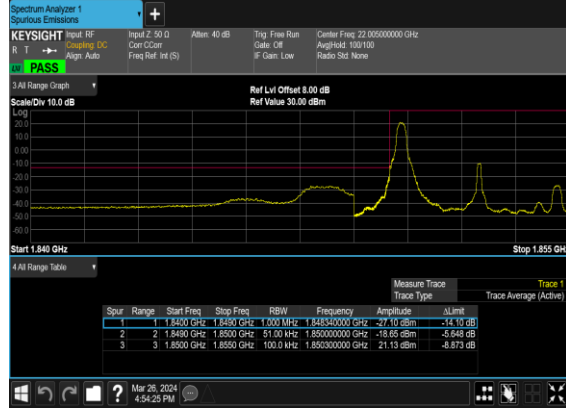 Spectrum Analyzer 1
Spurious Emissions
+
KEYSIGHT Input: RF Input Z: 50 Ω Atten: 40 dB Trig: Free Run Center Freq: 22.005000000 GHz
R T Coupling: DC Corr CCorr Gate: Off Avg|Hold: 100/100
Align: Auto Freq Ref: Int (S) IF Gain: Low Radio Std: None
PASS
3 All Range Graph
Ref Lvl Offset 8.00 dB
Scale/Div 10.0 dB Ref Value 30.00 dBm
Log
20.0
10.0
0.00
-10.0
-20.0
-30.0
-40.0
-50.0
-60.0
Start 1.840 GHz Stop 1.855 GHz
4 All Range Table
Measure Trace Trace 1
Trace Type Trace Average (Active)
Spur Range Start Freq Stop Freq RBW Frequency Amplitude ΔLimit
1 1 1.8400 GHz 1.8490 GHz 1.000 MHz 1.848340000 GHz -27.10 dBm -14.10 dB
2 2 1.8490 GHz 1.8500 GHz 51.00 kHz 1.850000000 GHz -18.65 dBm -5.648 dB
3 3 1.8500 GHz 1.8550 GHz 100.0 kHz 1.850300000 GHz 21.13 dBm -8.873 dB
? Mar 26, 2024
4:54:25 PM